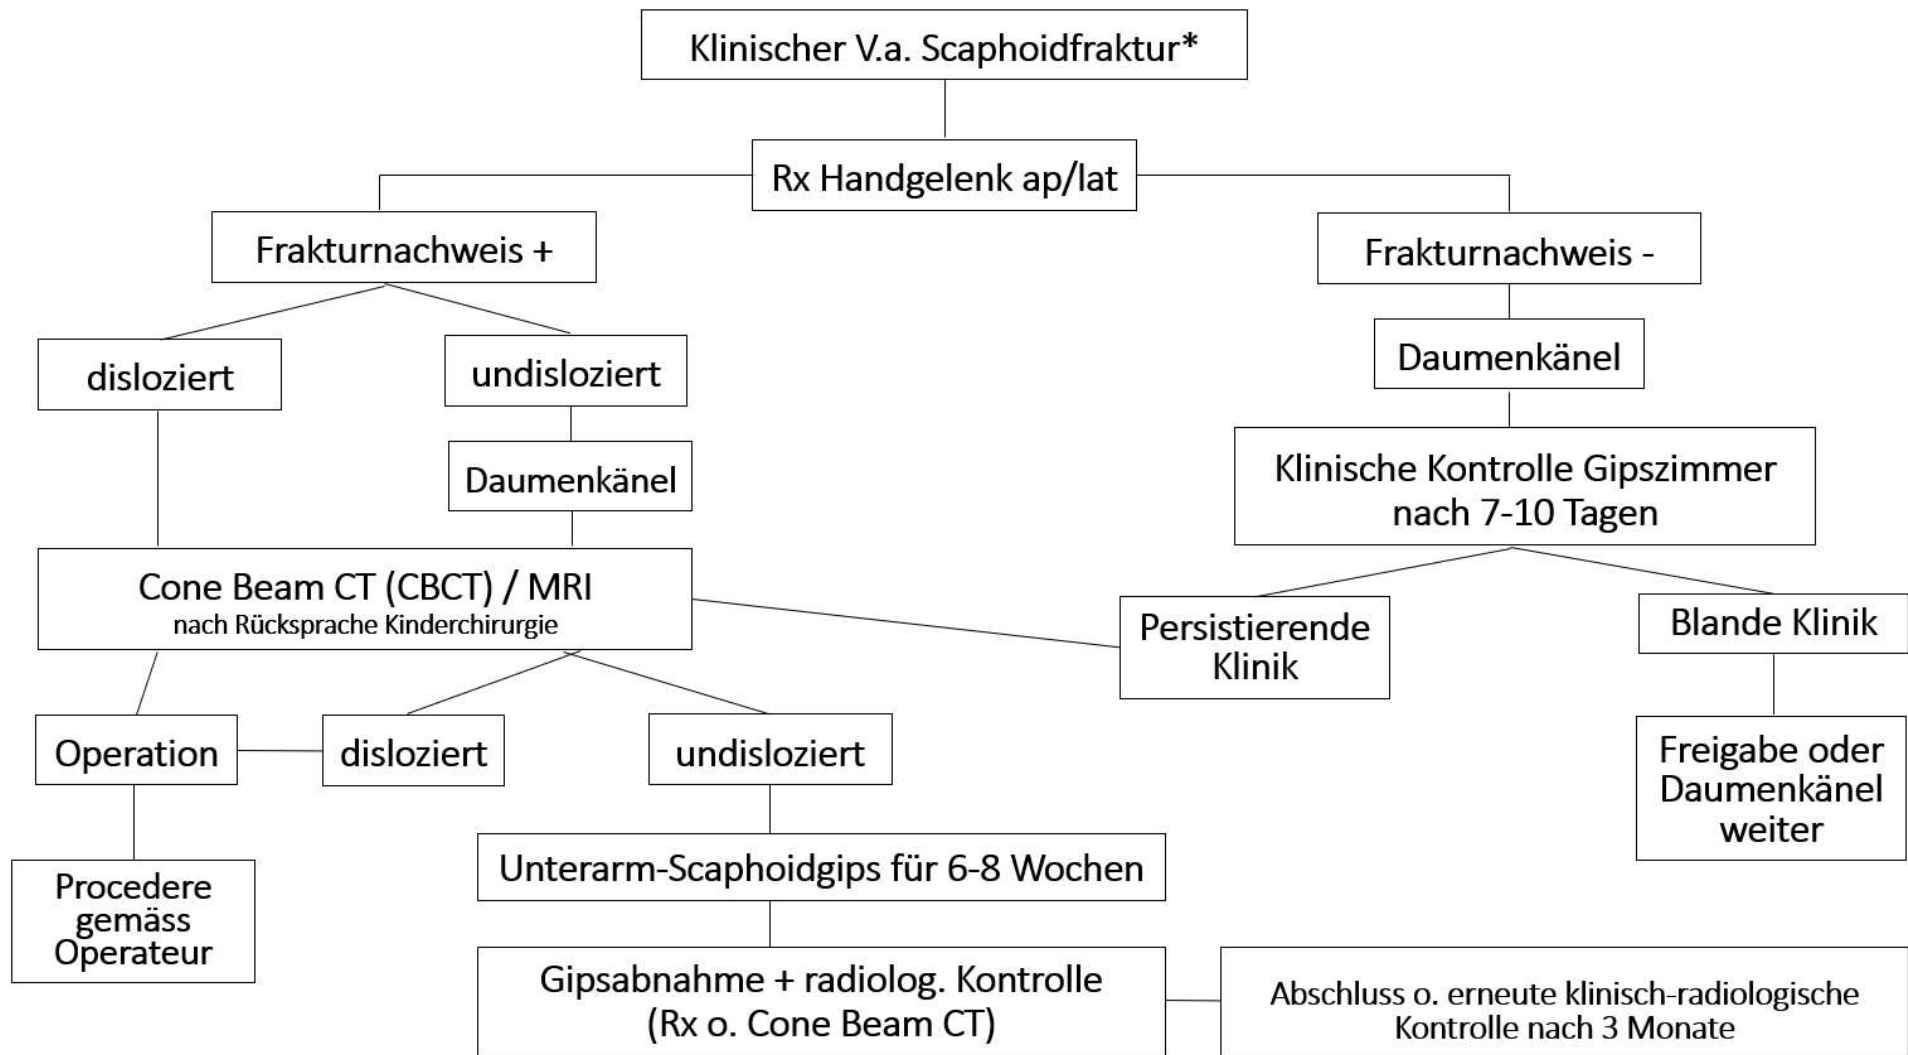 Klinischer V.a. Scaphoidfraktur*
Rx Handgelenk ap/lat
Frakturnachweis +
Frakturnachweis -
disloziert
undisloziert
Daumenkänel
Daumenkänel
Klinische Kontrolle Gipszimmer
nach 7-10 Tagen
Cone Beam CT (CBCT) / MRI
nach Rücksprache Kinderchirurgie
Persistierende
Klinik
Blande Klinik
Operation
disloziert
undisloziert
Freigabe oder
Daumenkänel
weiter
Unterarm-Scaphoidgips für 6-8 Wochen
Procedere
gemäss
Operateur
Gipsabnahme + radiolog. Kontrolle
(Rx o. Cone Beam CT)
Abschluss o. erneute klinisch-radiologische
Kontrolle nach 3 Monate